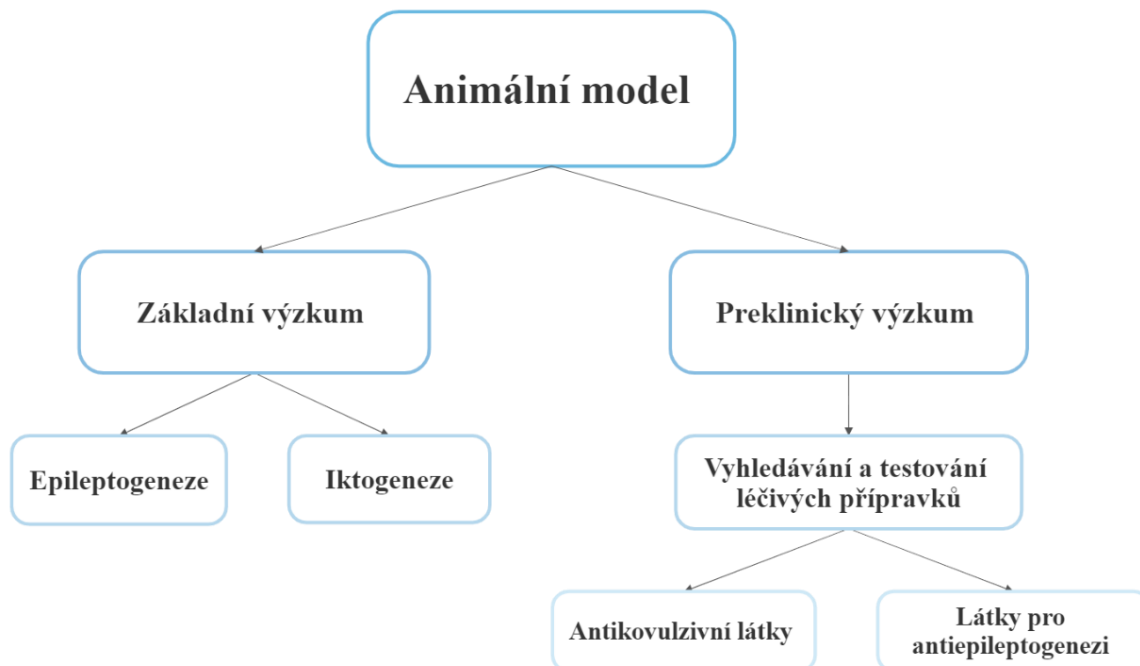 Animální model
Základní výzkum
Preklinický výzkum
Epileptogeneze
Iktogeneze
Vyhledávání a testování
léčivých přípravků
Antikovulzivní látky
Látky pro
antiepileptogenezi